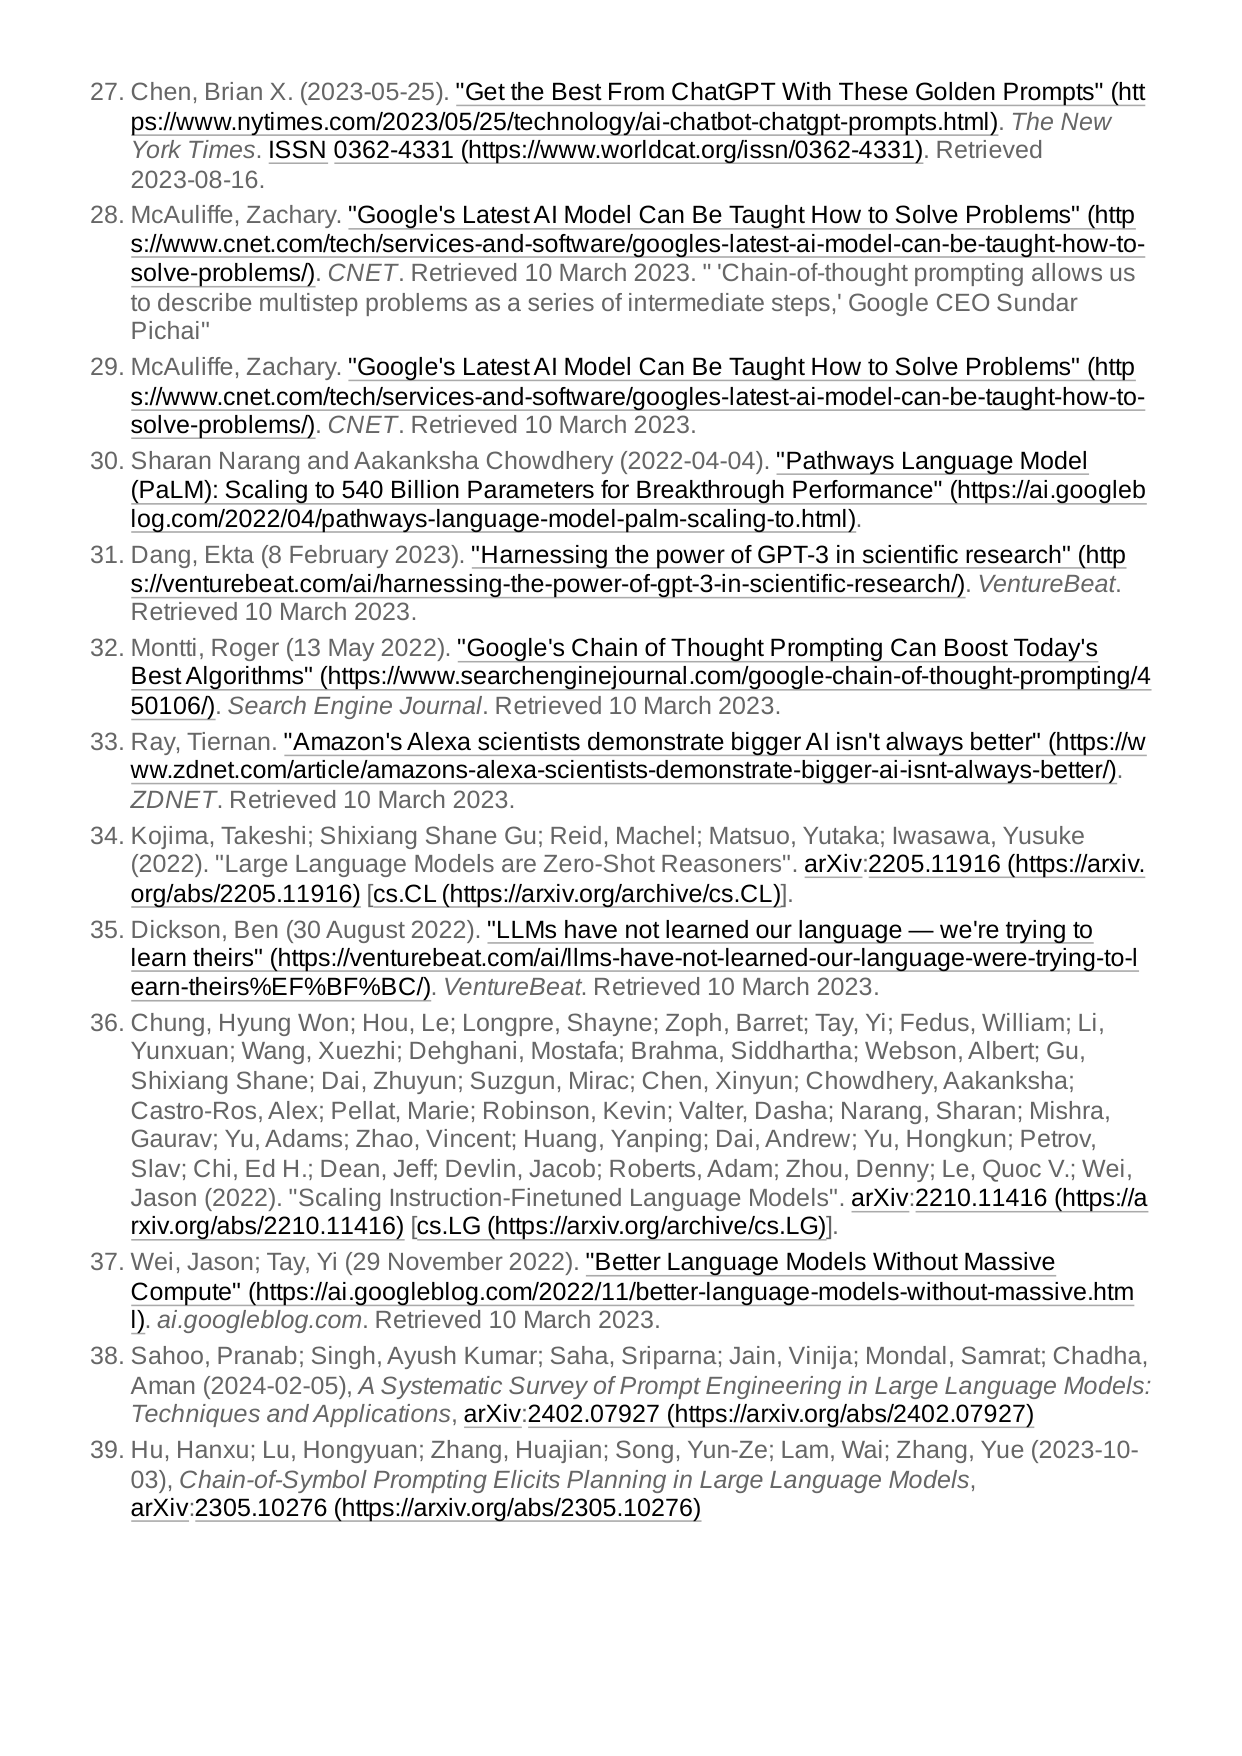 27. Chen, Brian X. (2023-05-25). "Get the Best From ChatGPT With These Golden Prompts" (htt
ps://www.nytimes.com/2023/05/25/technology/ai-chatbot-chatgpt-prompts.html). The New
York Times. ISSN 0362-4331 (https://www.worldcat.org/issn/0362-4331). Retrieved
2023-08-16.
28. McAuliffe, Zachary. "Google's Latest AI Model Can Be Taught How to Solve Problems" (http
s://www.cnet.com/tech/services-and-software/googles-latest-ai-model-can-be-taught-how-to-
solve-problems/). CNET. Retrieved 10 March 2023. " 'Chain-of-thought prompting allows us
to describe multistep problems as a series of intermediate steps,' Google CEO Sundar
Pichai"
29. McAuliffe, Zachary. "Google's Latest AI Model Can Be Taught How to Solve Problems" (http
s://www.cnet.com/tech/services-and-software/googles-latest-ai-model-can-be-taught-how-to-
solve-problems/). CNET. Retrieved 10 March 2023.
30. Sharan Narang and Aakanksha Chowdhery (2022-04-04). "Pathways Language Model
(PaLM): Scaling to 540 Billion Parameters for Breakthrough Performance" (https://ai.googleb
log.com/2022/04/pathways-language-model-palm-scaling-to.html).
31. Dang, Ekta (8 February 2023). "Harnessing the power of GPT-3 in scientific research" (http
s://venturebeat.com/ai/harnessing-the-power-of-gpt-3-in-scientific-research/). VentureBeat.
Retrieved 10 March 2023.
32. Montti, Roger (13 May 2022). "Google's Chain of Thought Prompting Can Boost Today's
Best Algorithms" (https://www.searchenginejournal.com/google-chain-of-thought-prompting/4
50106/). Search Engine Journal. Retrieved 10 March 2023.
33. Ray, Tiernan. "Amazon's Alexa scientists demonstrate bigger AI isn't always better" (https://w
ww.zdnet.com/article/amazons-alexa-scientists-demonstrate-bigger-ai-isnt-always-better/).
ZDNET. Retrieved 10 March 2023.
34. Kojima, Takeshi; Shixiang Shane Gu; Reid, Machel; Matsuo, Yutaka; Iwasawa, Yusuke
(2022). "Large Language Models are Zero-Shot Reasoners". arXiv:2205.11916 (https://arxiv.
org/abs/2205.11916) [cs.CL (https://arxiv.org/archive/cs.CL)].
35. Dickson, Ben (30 August 2022). "LLMs have not learned our language — we're trying to
learn theirs" (https://venturebeat.com/ai/llms-have-not-learned-our-language-were-trying-to-l
earn-theirs%EF%BF%BC/). VentureBeat. Retrieved 10 March 2023.
36. Chung, Hyung Won; Hou, Le; Longpre, Shayne; Zoph, Barret; Tay, Yi; Fedus, William; Li,
Yunxuan; Wang, Xuezhi; Dehghani, Mostafa; Brahma, Siddhartha; Webson, Albert; Gu,
Shixiang Shane; Dai, Zhuyun; Suzgun, Mirac; Chen, Xinyun; Chowdhery, Aakanksha;
Castro-Ros, Alex; Pellat, Marie; Robinson, Kevin; Valter, Dasha; Narang, Sharan; Mishra,
Gaurav; Yu, Adams; Zhao, Vincent; Huang, Yanping; Dai, Andrew; Yu, Hongkun; Petrov,
Slav; Chi, Ed H.; Dean, Jeff; Devlin, Jacob; Roberts, Adam; Zhou, Denny; Le, Quoc V.; Wei,
Jason (2022). "Scaling Instruction-Finetuned Language Models". arXiv:2210.11416 (https://a
rxiv.org/abs/2210.11416) [cs.LG (https://arxiv.org/archive/cs.LG)].
37. Wei, Jason; Tay, Yi (29 November 2022). "Better Language Models Without Massive
Compute" (https://ai.googleblog.com/2022/11/better-language-models-without-massive.htm
l). ai.googleblog.com. Retrieved 10 March 2023.
38. Sahoo, Pranab; Singh, Ayush Kumar; Saha, Sriparna; Jain, Vinija; Mondal, Samrat; Chadha,
Aman (2024-02-05), A Systematic Survey of Prompt Engineering in Large Language Models:
Techniques and Applications, arXiv:2402.07927 (https://arxiv.org/abs/2402.07927)
39. Hu, Hanxu; Lu, Hongyuan; Zhang, Huajian; Song, Yun-Ze; Lam, Wai; Zhang, Yue (2023-10-
03), Chain-of-Symbol Prompting Elicits Planning in Large Language Models,
arXiv:2305.10276 (https://arxiv.org/abs/2305.10276)